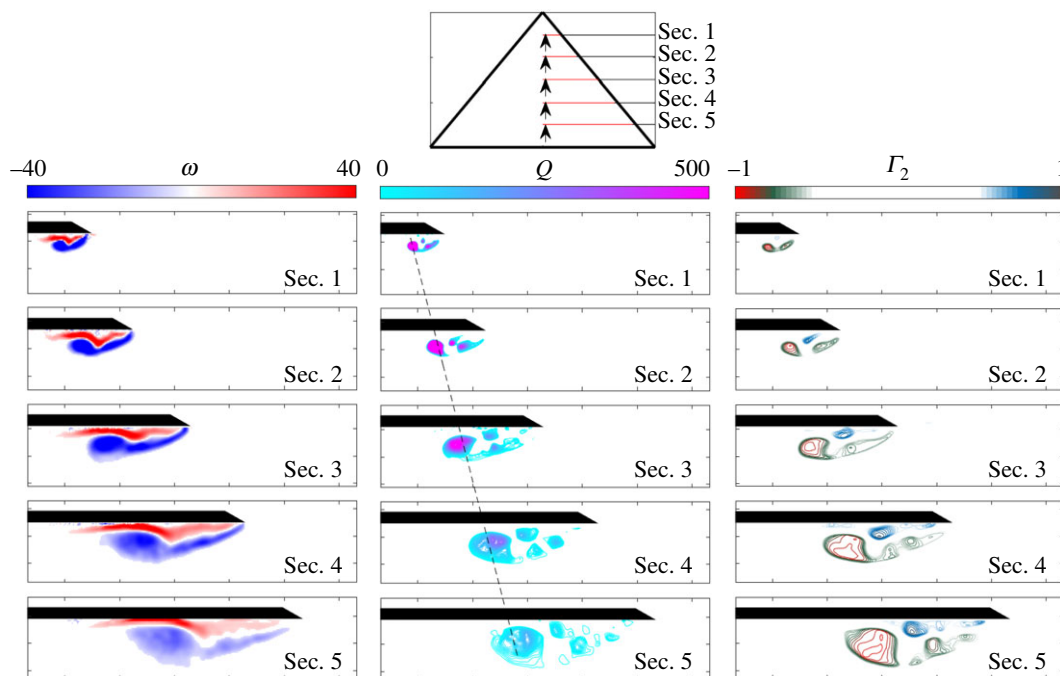 Sec. 1
Sec. 2
Sec. 3
Sec. 4
Sec. 5
−40 ω 40
0 Q 500
−1 Γ2 1
Sec. 1 Sec. 1 Sec. 1
Sec. 2 Sec. 2 Sec. 2
Sec. 3 Sec. 3 Sec. 3
Sec. 4 Sec. 4 Sec. 4
Sec. 5 Sec. 5 Sec. 5